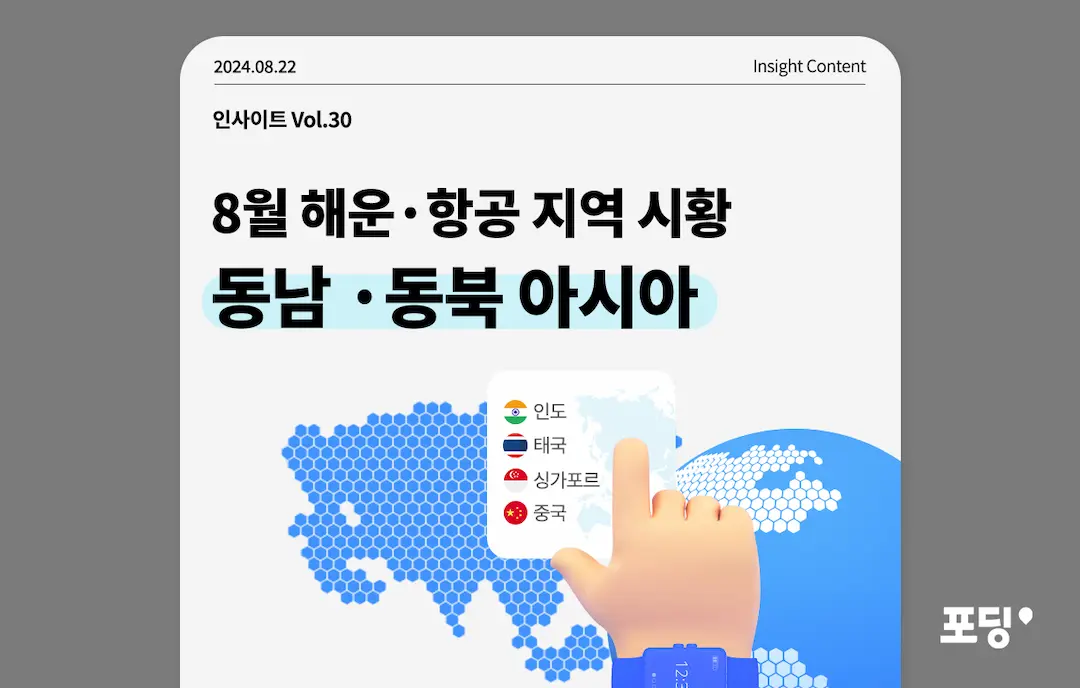 2024.08.22
Insight Content
인사이트 Vol.30
8월 해운·항공 지역 시황
동남 · 동북 아시아
인도
태국
싱가포르
중국
포딩